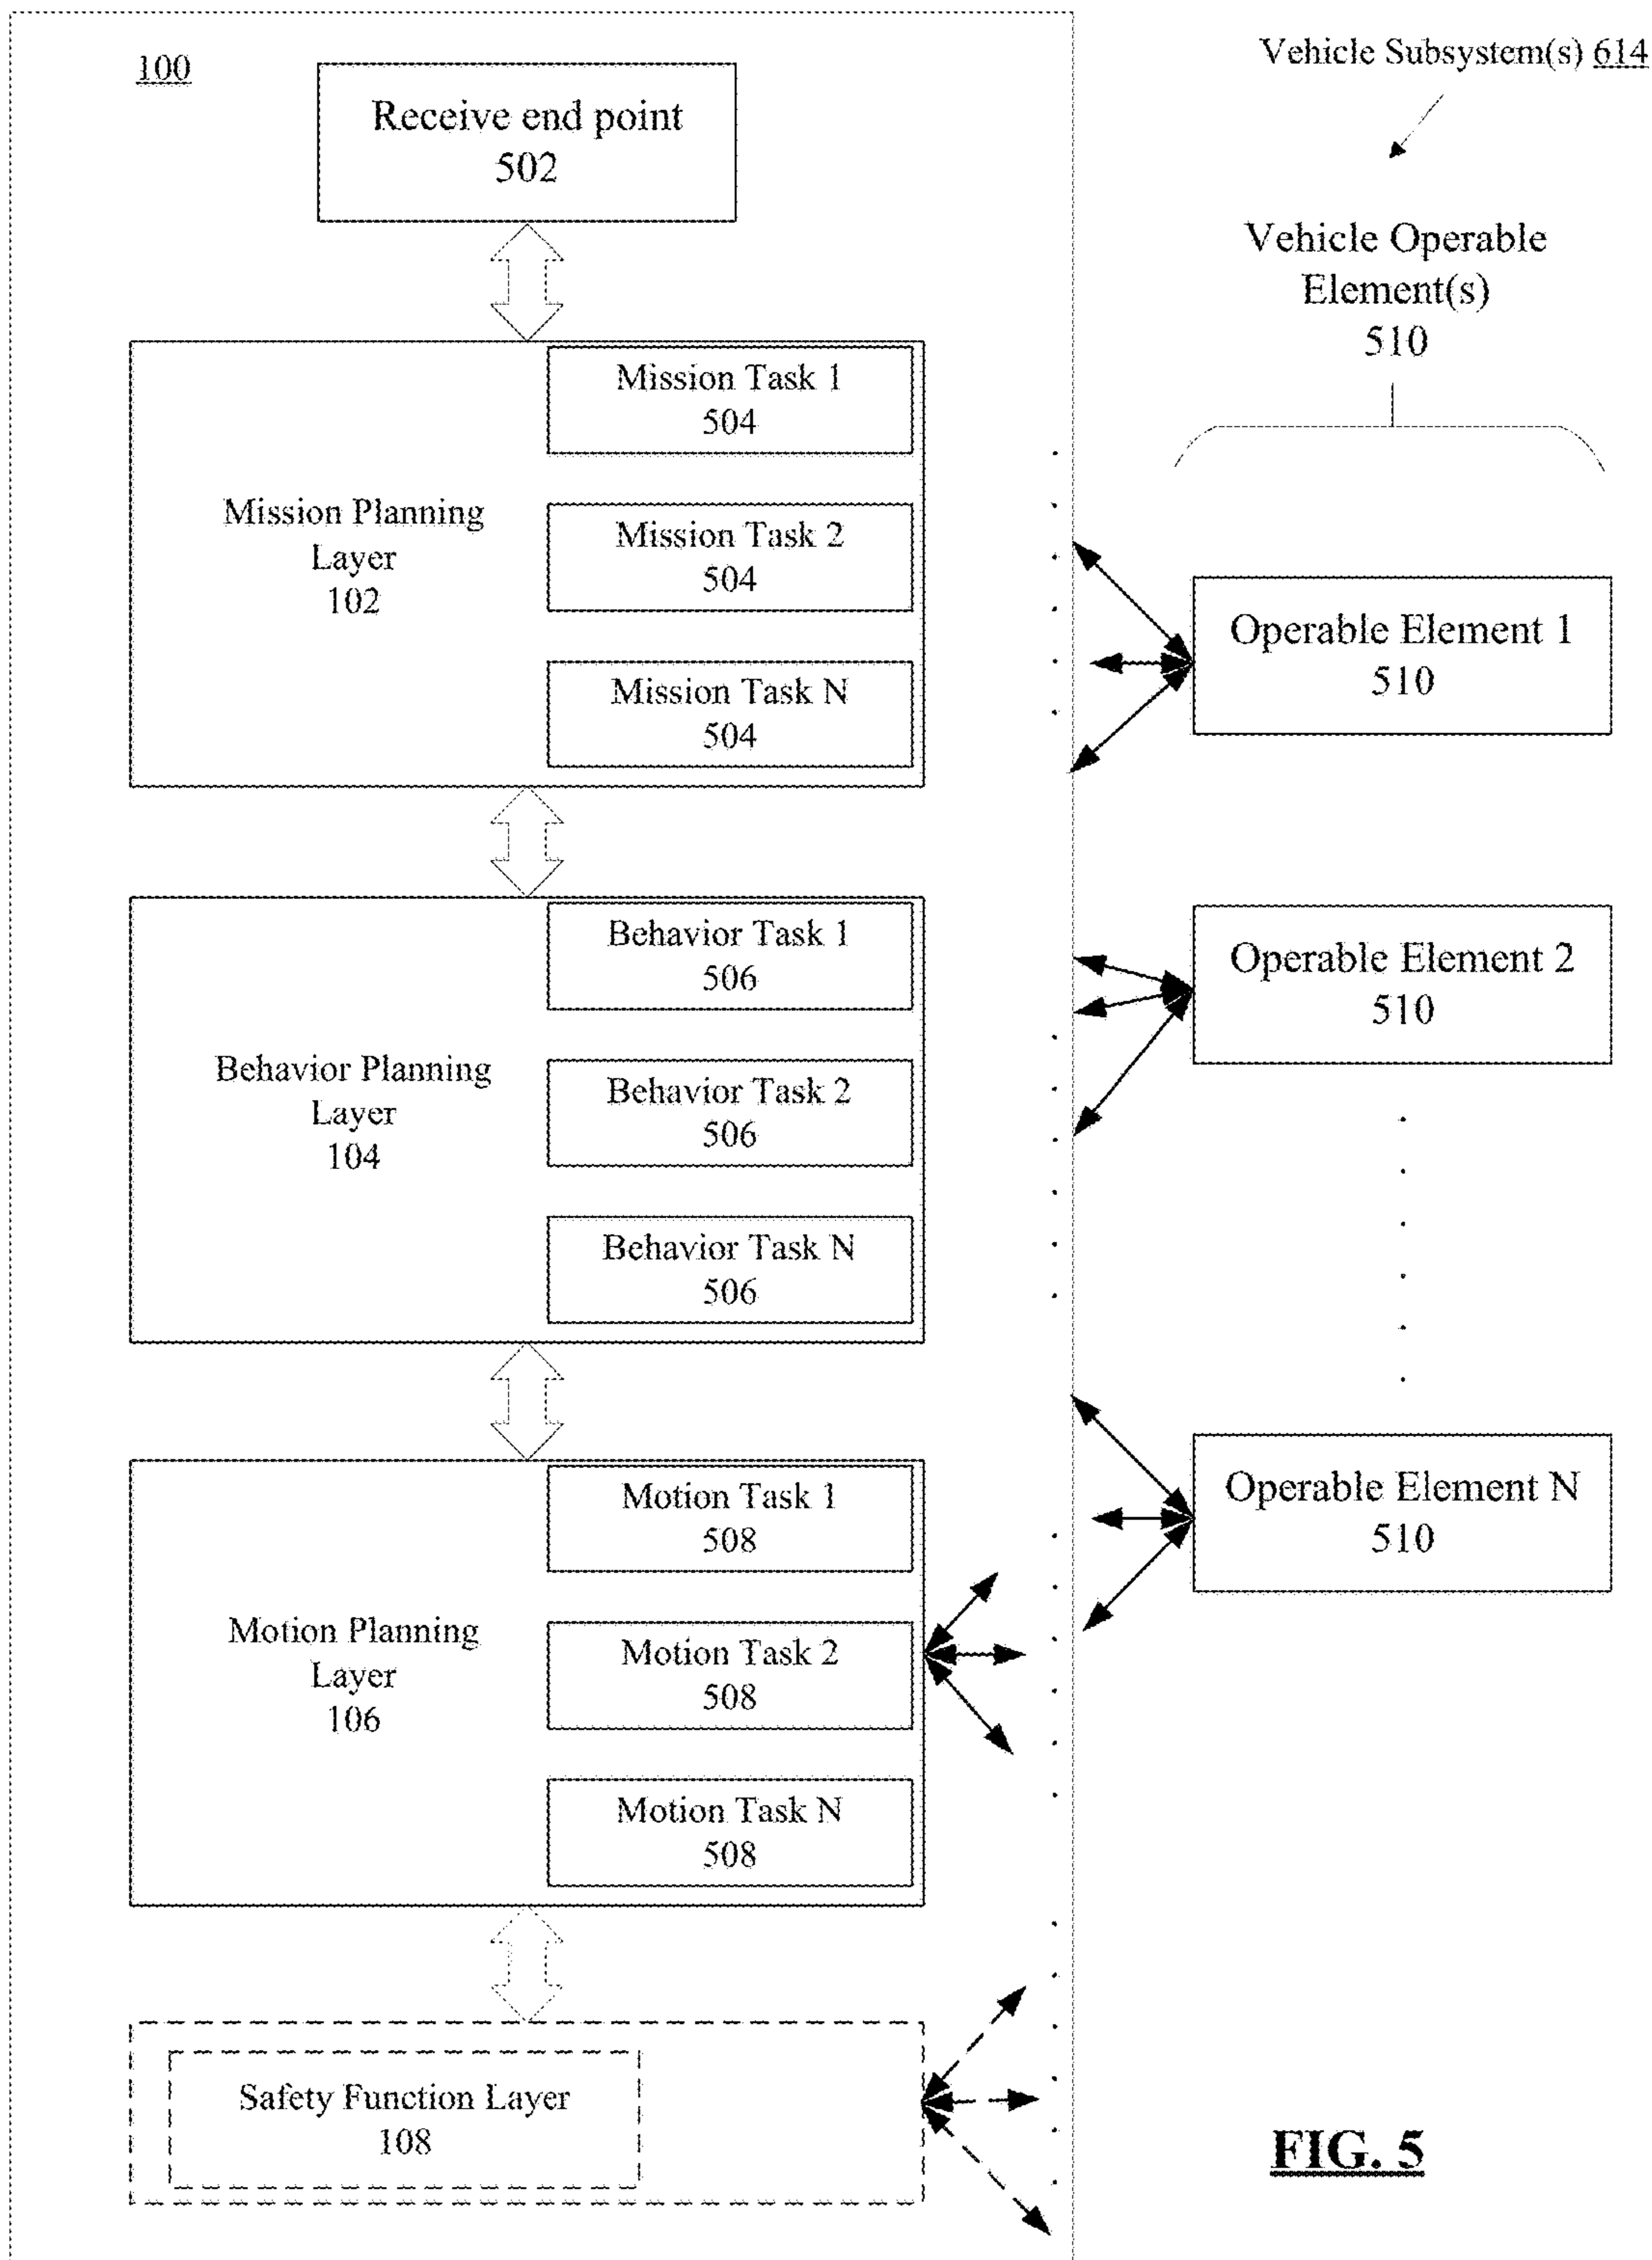 100
Receive end point
502
Vehicle Subsystem(s) 614
Vehicle Operable
Element(s)
510
Mission Planning
Layer
102
Mission Task 1
504
Mission Task 2
504
Mission Task N
504
Operable Element 1
510
Behavior Planning
Layer
104
Behavior Task 1
506
Behavior Task 2
506
Behavior Task N
506
Operable Element 2
510
Motion Planning
Layer
106
Motion Task 1
508
Motion Task 2
508
Motion Task N
508
Operable Element N
510
Safety Function Layer
108
FIG. 5